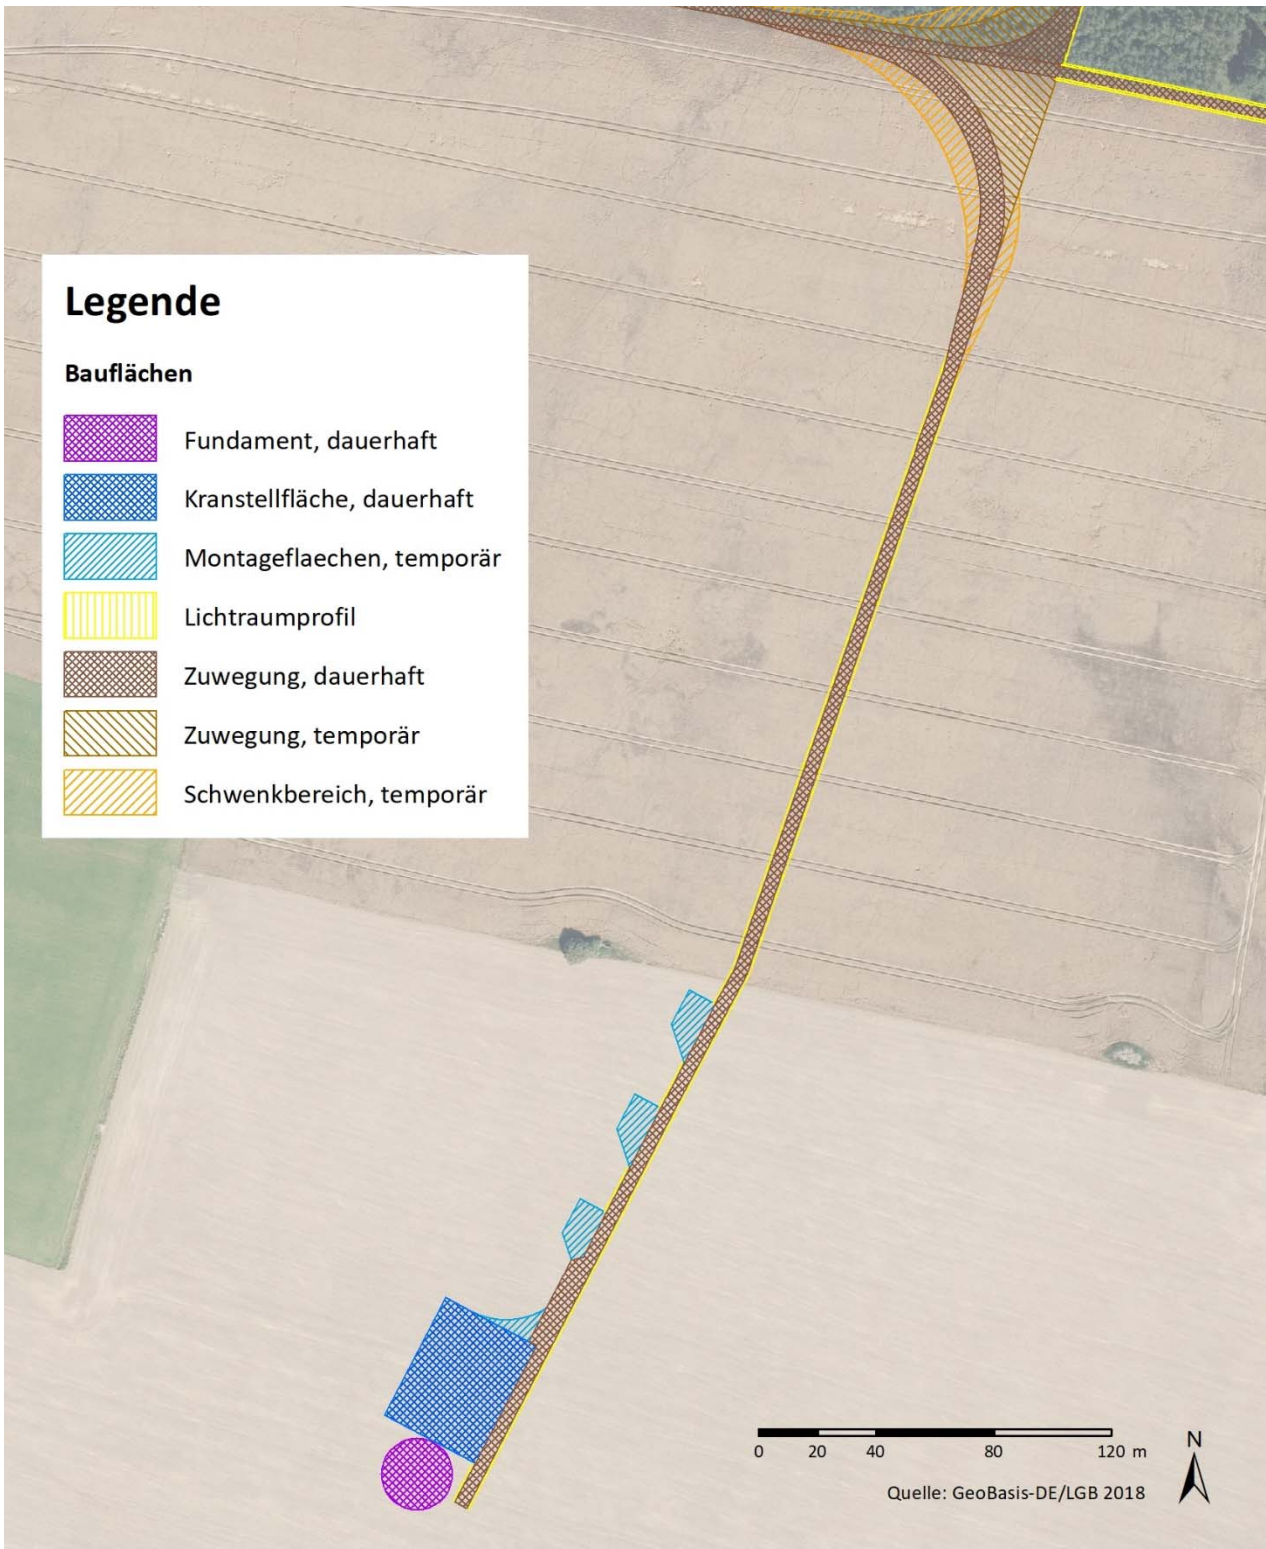 Legende
Bauflächen
Fundament, dauerhaft
Kranstellfläche, dauerhaft
Montageflaechen, temporär
Lichtraumprofil
Zuwegung, dauerhaft
Zuwegung, temporär
Schwenkbereich, temporär
0 20 40 80 120 m
N
Quelle: GeoBasis-DE/LGB 2018